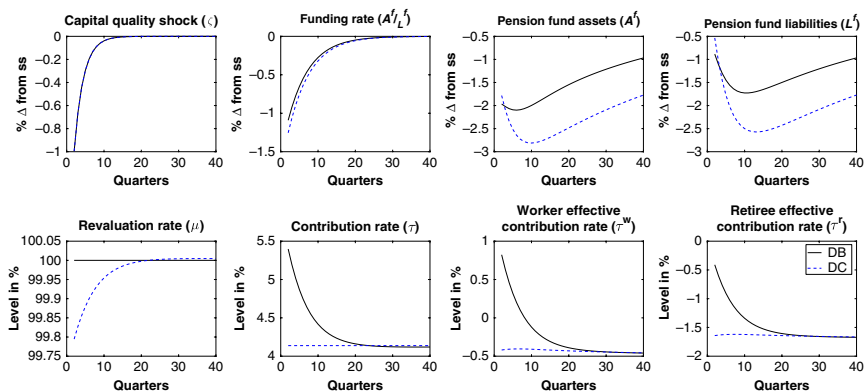 Capital quality shock (ζ)
% Δ from ss
0
−0.2
−0.4
−0.6
−0.8
−1
0 10 20 30 40
Quarters
Funding rate (A^f/L^f)
% Δ from ss
0
−0.5
−1
−1.5
0 10 20 30 40
Quarters
Pension fund assets (A^f)
% Δ from ss
−0.5
−1
−1.5
−2
−2.5
−3
0 10 20 30 40
Quarters
Pension fund liabilities (L^f)
% Δ from ss
−0.5
−1
−1.5
−2
−2.5
−3
0 10 20 30 40
Quarters
Revaluation rate (μ)
Level in %
100.05
100
99.95
99.9
99.85
99.8
99.75
0 10 20 30 40
Quarters
Contribution rate (τ)
Level in %
5.5
5
4.5
4
0 10 20 30 40
Quarters
Worker effective
contribution rate (τ^w)
Level in %
1
0.5
0
−0.5
0 10 20 30 40
Quarters
Retiree effective
contribution rate (τ^r)
Level in %
0
−0.5
−1
−1.5
−2
0 10 20 30 40
Quarters
DB
DC